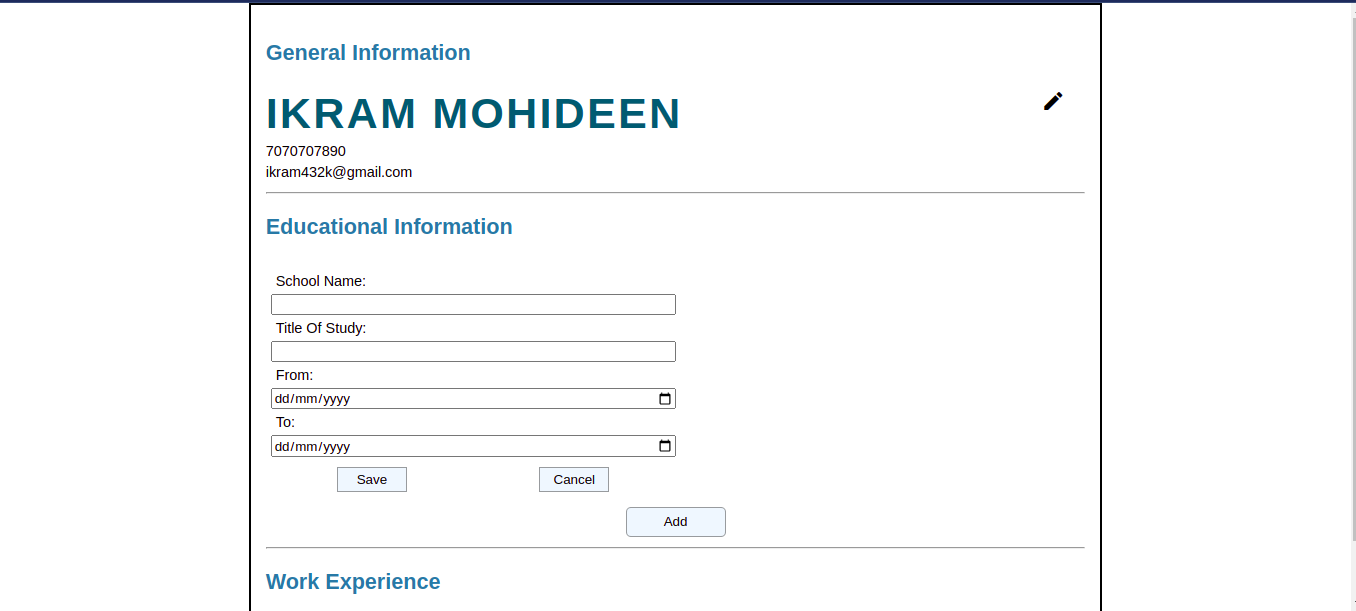 General Information
IKRAM MOHIDEEN
7070707890
ikram432k@gmail.com
Educational Information
School Name:
Title Of Study:
From:
dd/mm/yyyy
To:
dd/mm/yyyy
Save Cancel
Add
Work Experience